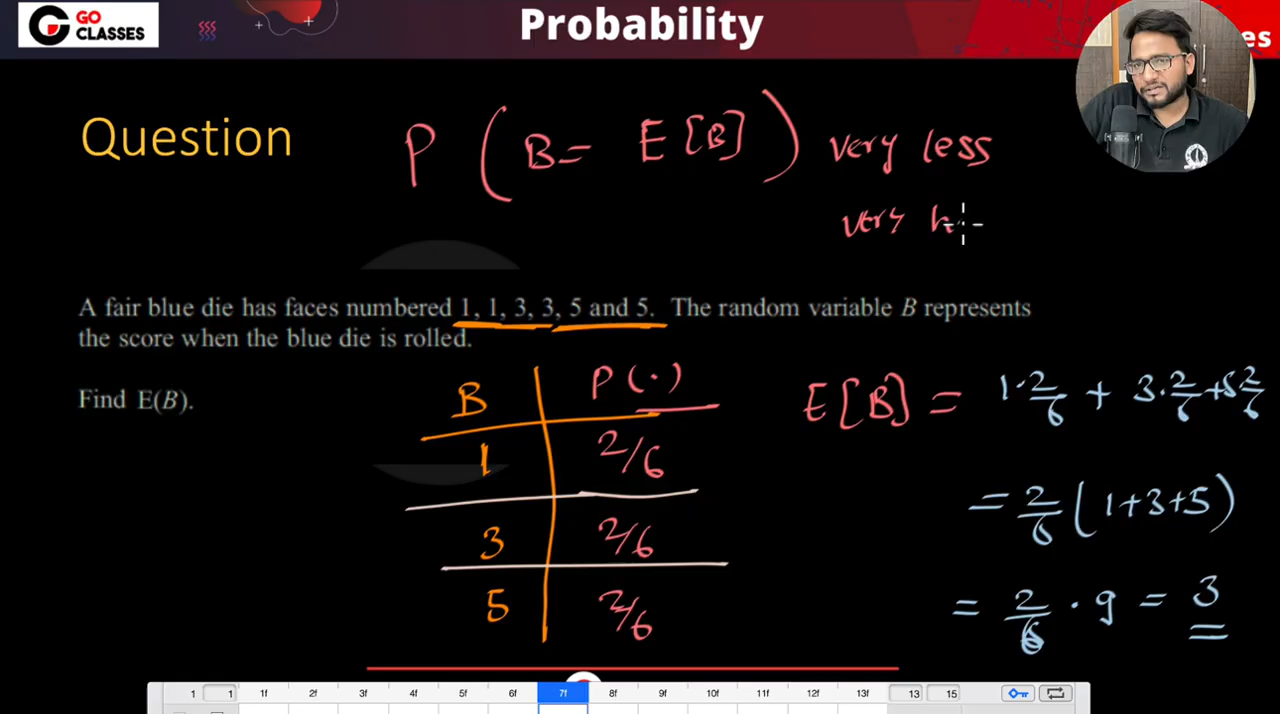 GO
CLASSES
Probability
es
Question
P ( B = E [B] ) very less
very
A fair blue die has faces numbered 1, 1, 3, 3, 5 and 5. The random variable B represents
the score when the blue die is rolled.
Find E(B).
B P(·)
1 2/6
3 2/6
5 2/6
E[B] = 1·2/6 + 3·2/6 + 5 2/6
= 2/6 (1+3+5)
= 2/6 · 9 = 3
1 1 1f 2f 3f 4f 5f 6f 7f 8f 9f 10f 11f 12f 13f 13 15